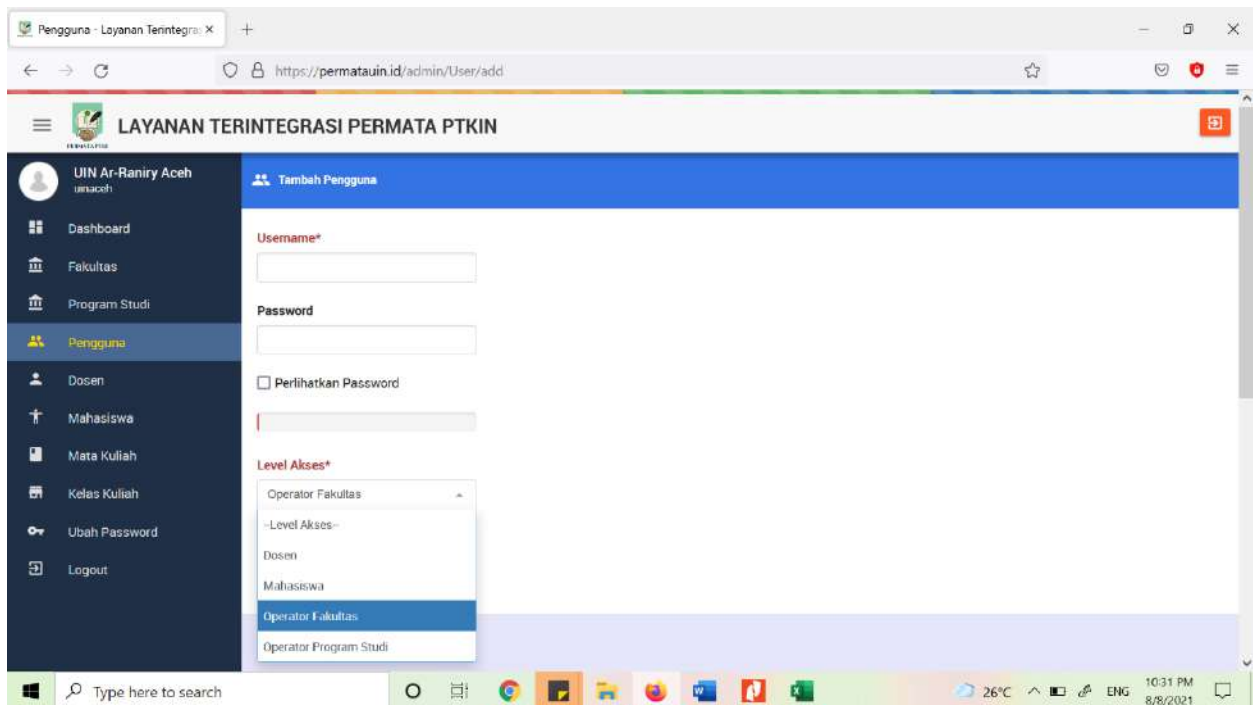 Pengguna - Layanan Terintegras
https://permatauin.id/admin/User/add
LAYANAN TERINTEGRASI PERMATA PTKIN
UIN Ar-Raniry Aceh
uinaceh
Tambah Pengguna
Dashboard
Fakultas
Program Studi
Pengguna
Dosen
Mahasiswa
Mata Kuliah
Kelas Kuliah
Ubah Password
Logout
Username*
Password
Perlihatkan Password
Level Akses*
Operator Fakultas
--Level Akses--
Dosen
Mahasiswa
Operator Fakultas
Operator Program Studi
Type here to search
26°C
ENG
10:31 PM
8/8/2021